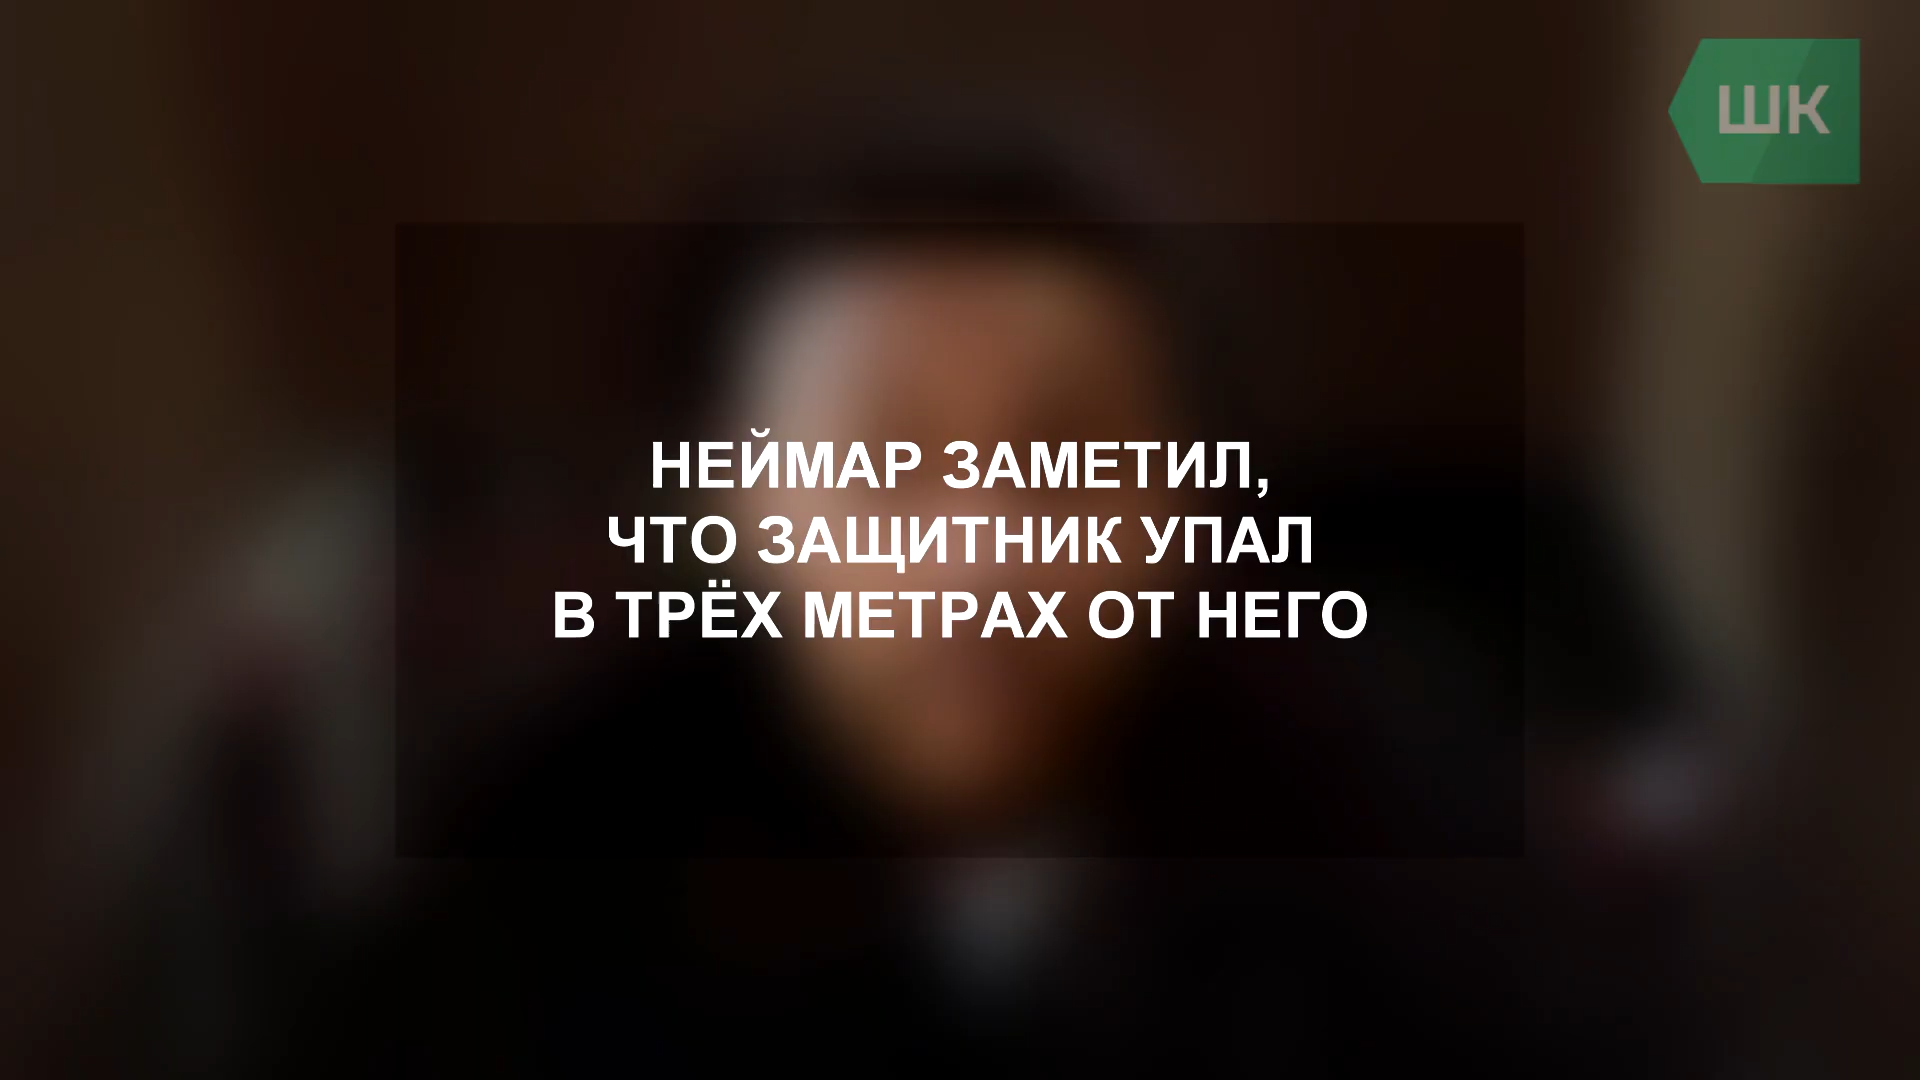 ШК
НЕЙМАР ЗАМЕТИЛ,
ЧТО ЗАЩИТНИК УПАЛ
В ТРЁХ МЕТРАХ ОТ НЕГО